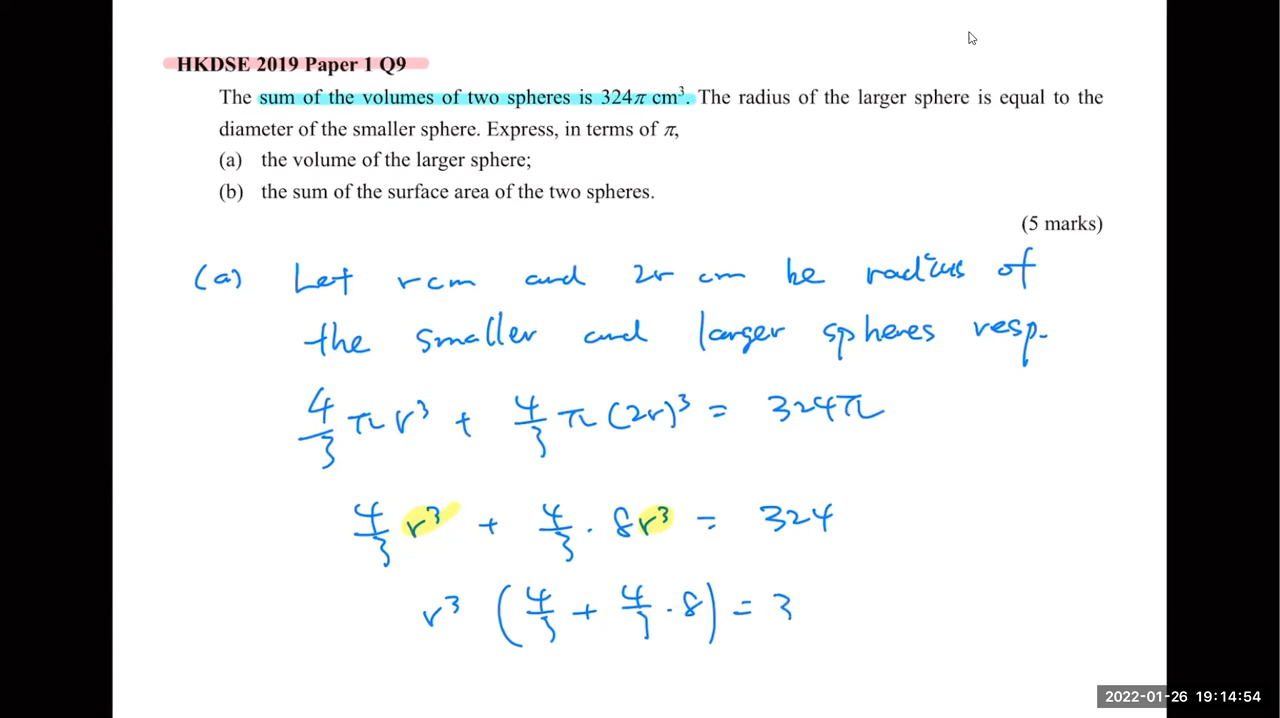 HKDSE 2019 Paper 1 Q9
The sum of the volumes of two spheres is 324π cm³. The radius of the larger sphere is equal to the
diameter of the smaller sphere. Express, in terms of π,
(a) the volume of the larger sphere;
(b) the sum of the surface area of the two spheres.
(5 marks)
(a) Let r cm and 2r cm be radius of
the smaller and larger spheres resp.
4/3 πr³ + 4/3 π(2r)³ = 324π
4/3 r³ + 4/3 · 8r³ = 324
r³ (4/3 + 4/3 · 8) = 3
2022-01-26 19:14:54